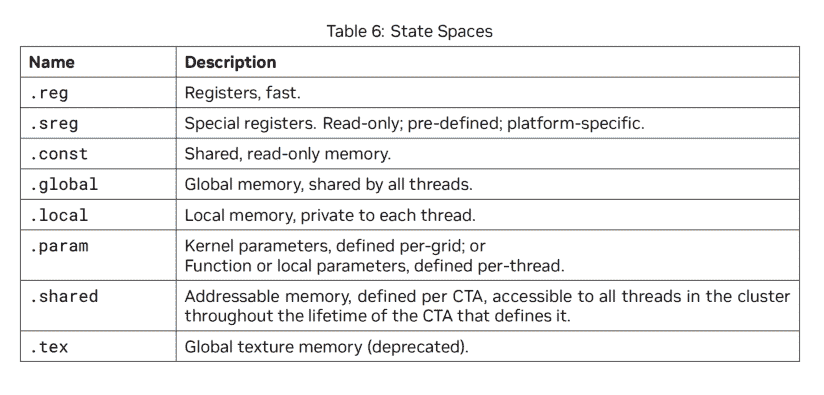 Table 6: State Spaces
Name Description
.reg Registers, fast.
.sreg Special registers. Read-only; pre-defined; platform-specific.
.const Shared, read-only memory.
.global Global memory, shared by all threads.
.local Local memory, private to each thread.
.param Kernel parameters, defined per-grid; or
Function or local parameters, defined per-thread.
.shared Addressable memory, defined per CTA, accessible to all threads in the cluster
throughout the lifetime of the CTA that defines it.
.tex Global texture memory (deprecated).